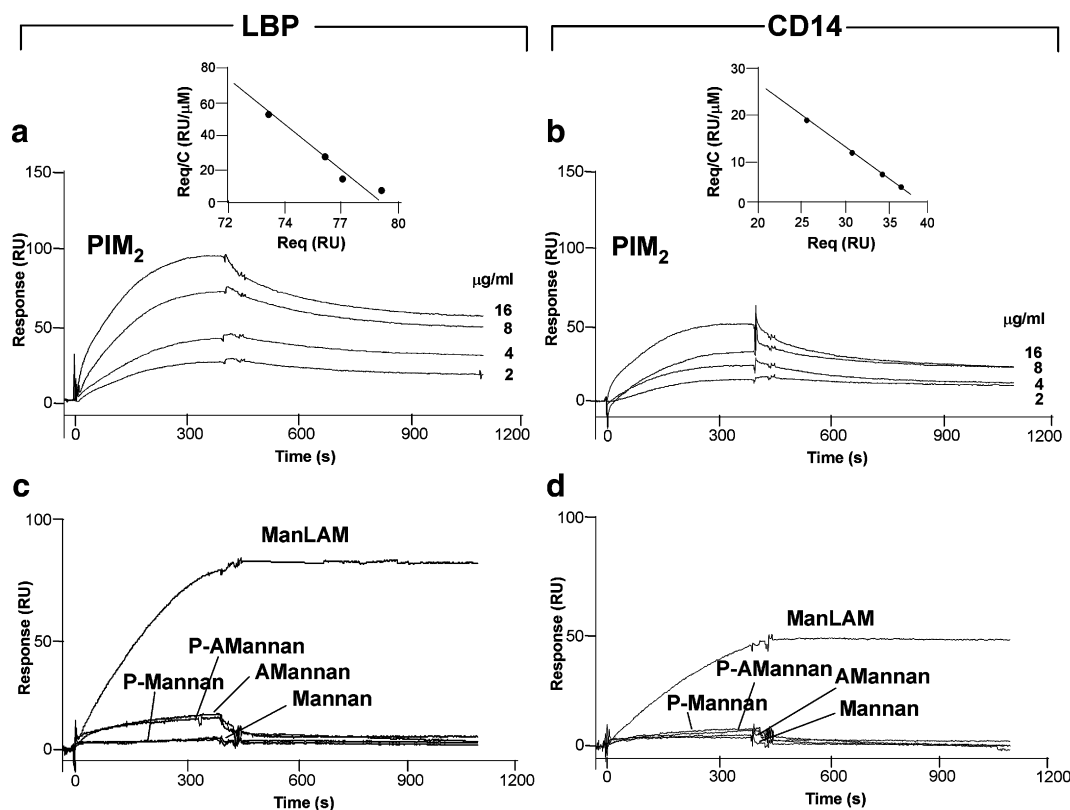 LBP
CD14
a
80
60
40
20
0
Req/C (RU/μM)
72 74 77 80
Req (RU)
150
100
50
0
Response (RU)
PIM2
μg/ml
16
8
4
2
0 300 600 900 1200
Time (s)
b
30
20
10
0
Req/C (RU/μM)
20 25 30 35 40
Req (RU)
150
100
50
0
Response (RU)
PIM2
μg/ml
16
8
4
2
0 300 600 900 1200
Time (s)
c
100
50
0
Response (RU)
ManLAM
P-AMannan
P-Mannan
AMannan
Mannan
0 300 600 900 1200
Time (s)
d
100
50
0
Response (RU)
ManLAM
P-AMannan
P-Mannan
AMannan
Mannan
0 300 600 900 1200
Time (s)